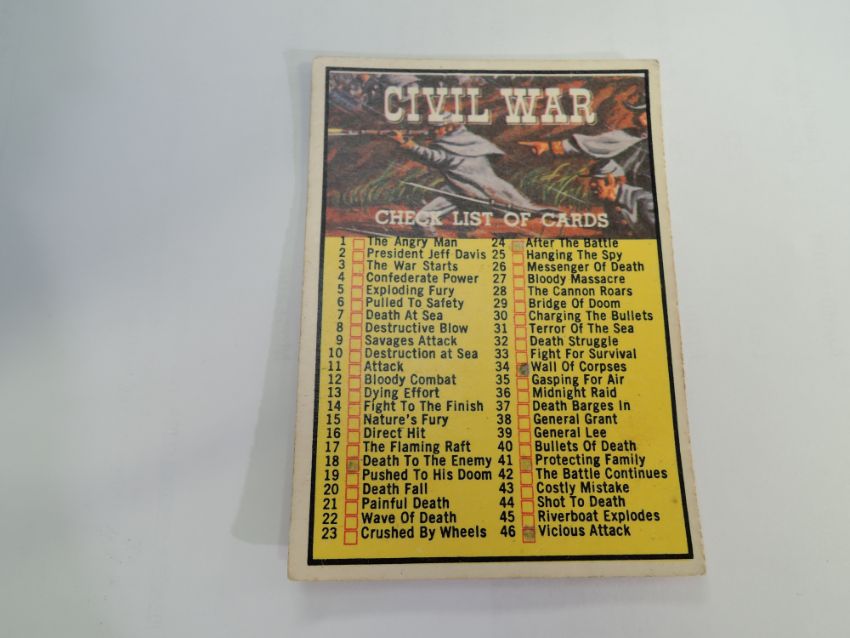 CIVIL WAR
CHECK LIST OF CARDS
1 The Angry Man
2 President Jeff Davis
3 The War Starts
4 Confederate Power
5 Exploding Fury
6 Pulled To Safety
7 Death At Sea
8 Destructive Blow
9 Savages Attack
10 Destruction at Sea
11 Attack
12 Bloody Combat
13 Dying Effort
14 Fight To The Finish
15 Nature's Fury
16 Direct Hit
17 The Flaming Raft
18 Death To The Enemy
19 Pushed To His Doom
20 Death Fall
21 Painful Death
22 Wave Of Death
23 Crushed By Wheels
24 After The Battle
25 Hanging The Spy
26 Messenger Of Death
27 Bloody Massacre
28 The Cannon Roars
29 Bridge Of Doom
30 Charging The Bullets
31 Terror Of The Sea
32 Death Struggle
33 Fight For Survival
34 Wall Of Corpses
35 Gasping For Air
36 Midnight Raid
37 Death Barges In
38 General Grant
39 General Lee
40 Bullets Of Death
41 Protecting Family
42 The Battle Continues
43 Costly Mistake
44 Shot To Death
45 Riverboat Explodes
46 Vicious Attack